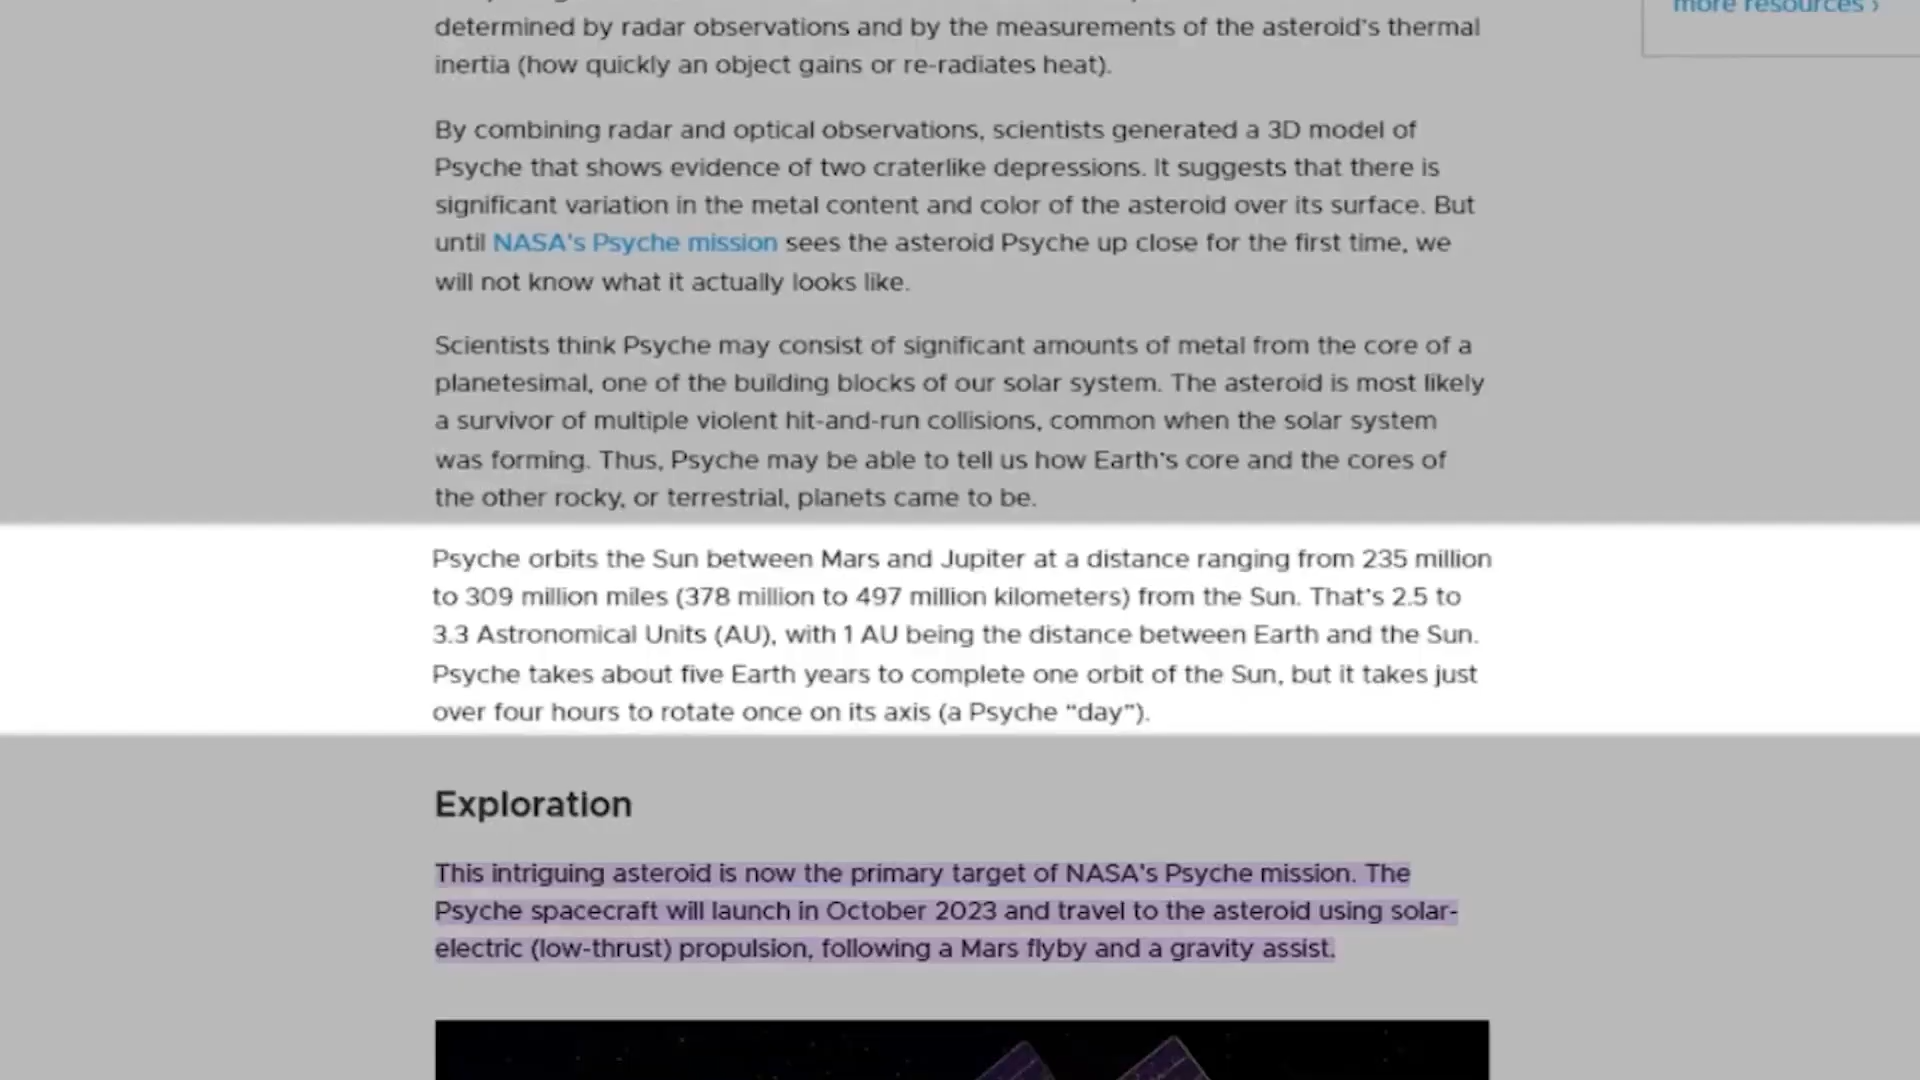 more resources ›
determined by radar observations and by the measurements of the asteroid's thermal
inertia (how quickly an object gains or re-radiates heat).
By combining radar and optical observations, scientists generated a 3D model of
Psyche that shows evidence of two craterlike depressions. It suggests that there is
significant variation in the metal content and color of the asteroid over its surface. But
until NASA's Psyche mission sees the asteroid Psyche up close for the first time, we
will not know what it actually looks like.
Scientists think Psyche may consist of significant amounts of metal from the core of a
planetesimal, one of the building blocks of our solar system. The asteroid is most likely
a survivor of multiple violent hit-and-run collisions, common when the solar system
was forming. Thus, Psyche may be able to tell us how Earth's core and the cores of
the other rocky, or terrestrial, planets came to be.
Psyche orbits the Sun between Mars and Jupiter at a distance ranging from 235 million
to 309 million miles (378 million to 497 million kilometers) from the Sun. That's 2.5 to
3.3 Astronomical Units (AU), with 1 AU being the distance between Earth and the Sun.
Psyche takes about five Earth years to complete one orbit of the Sun, but it takes just
over four hours to rotate once on its axis (a Psyche “day”).
Exploration
This intriguing asteroid is now the primary target of NASA's Psyche mission. The
Psyche spacecraft will launch in October 2023 and travel to the asteroid using solar-
electric (low-thrust) propulsion, following a Mars flyby and a gravity assist.